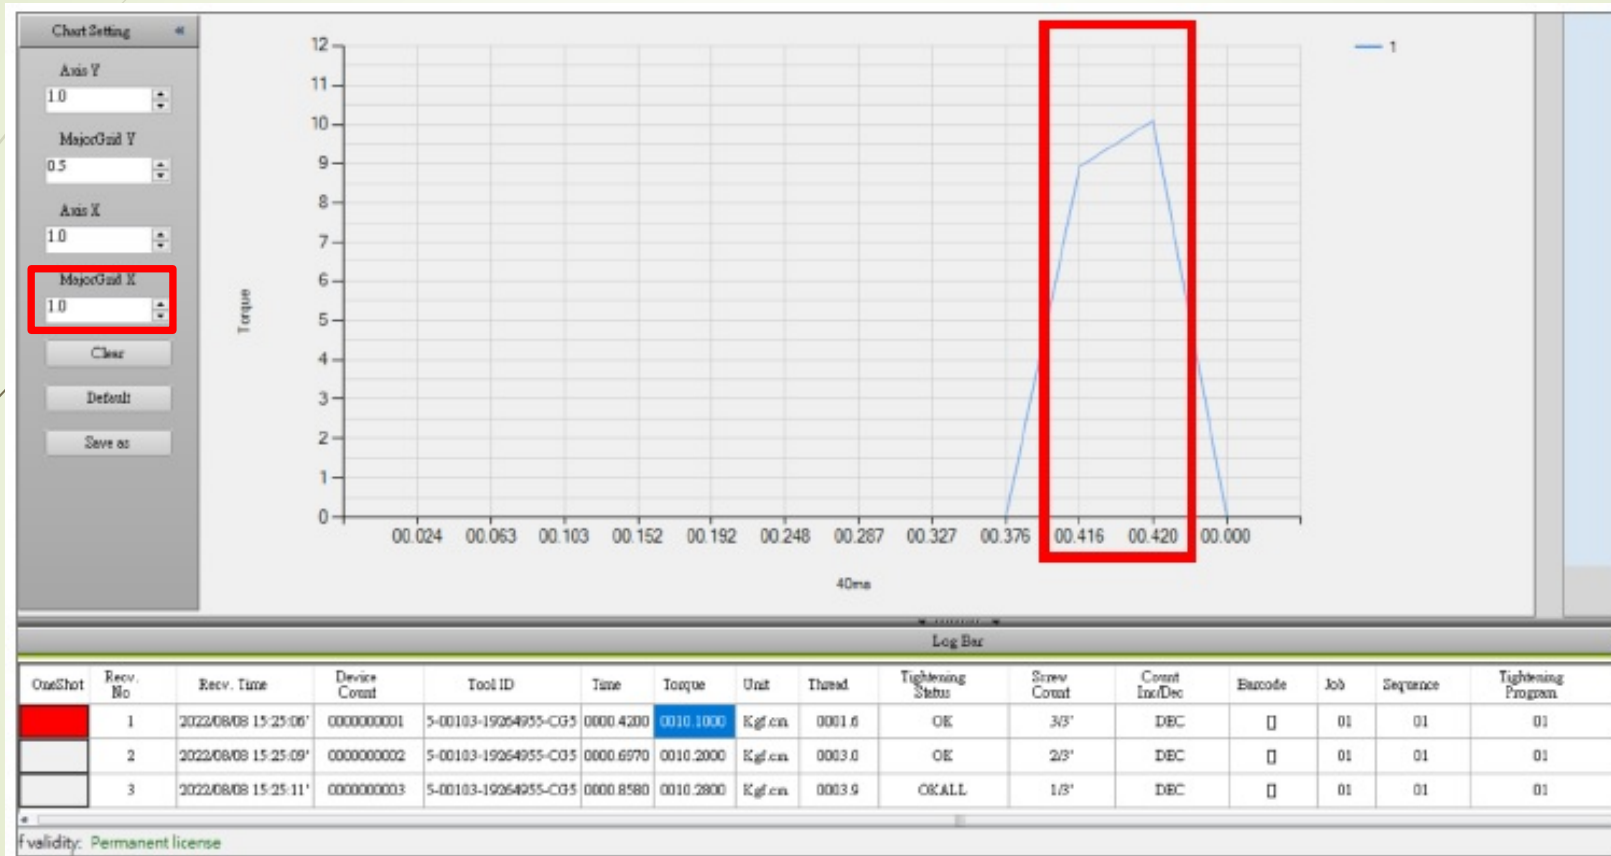 Chart Setting «
Axis Y
1.0
MajorGrid Y
0.5
Axis X
1.0
MajorGrid X
1.0
Clear
Default
Save as
12
11
10
9
8
7
6
5
4
3
2
1
0
Torque
00.024 00.063 00.103 00.152 00.192 00.248 00.287 00.327 00.376 00.416 00.420 00.000
40ms
1
Log Bar
OneShot Recv. No Recv. Time Device Count Tool ID Time Torque Unit Thread Tightening Status Screw Count Count Inc/Dec Barcode Job Sequence Tightening Program
1 2022/08/08 15:25:06' 0000000001 5-00103-19264955-CG5 0000.4200 0010.1000 Kgf.cm 0001.6 OK 3/3' DEC [] 01 01 01
2 2022/08/08 15:25:09' 0000000002 5-00103-19264955-CG5 0000.6970 0010.2000 Kgf.cm 0003.0 OK 2/3' DEC [] 01 01 01
3 2022/08/08 15:25:11' 0000000003 5-00103-19264955-CG5 0000.8580 0010.2800 Kgf.cm 0003.9 OKALL 1/3' DEC [] 01 01 01
f validity: Permanent license